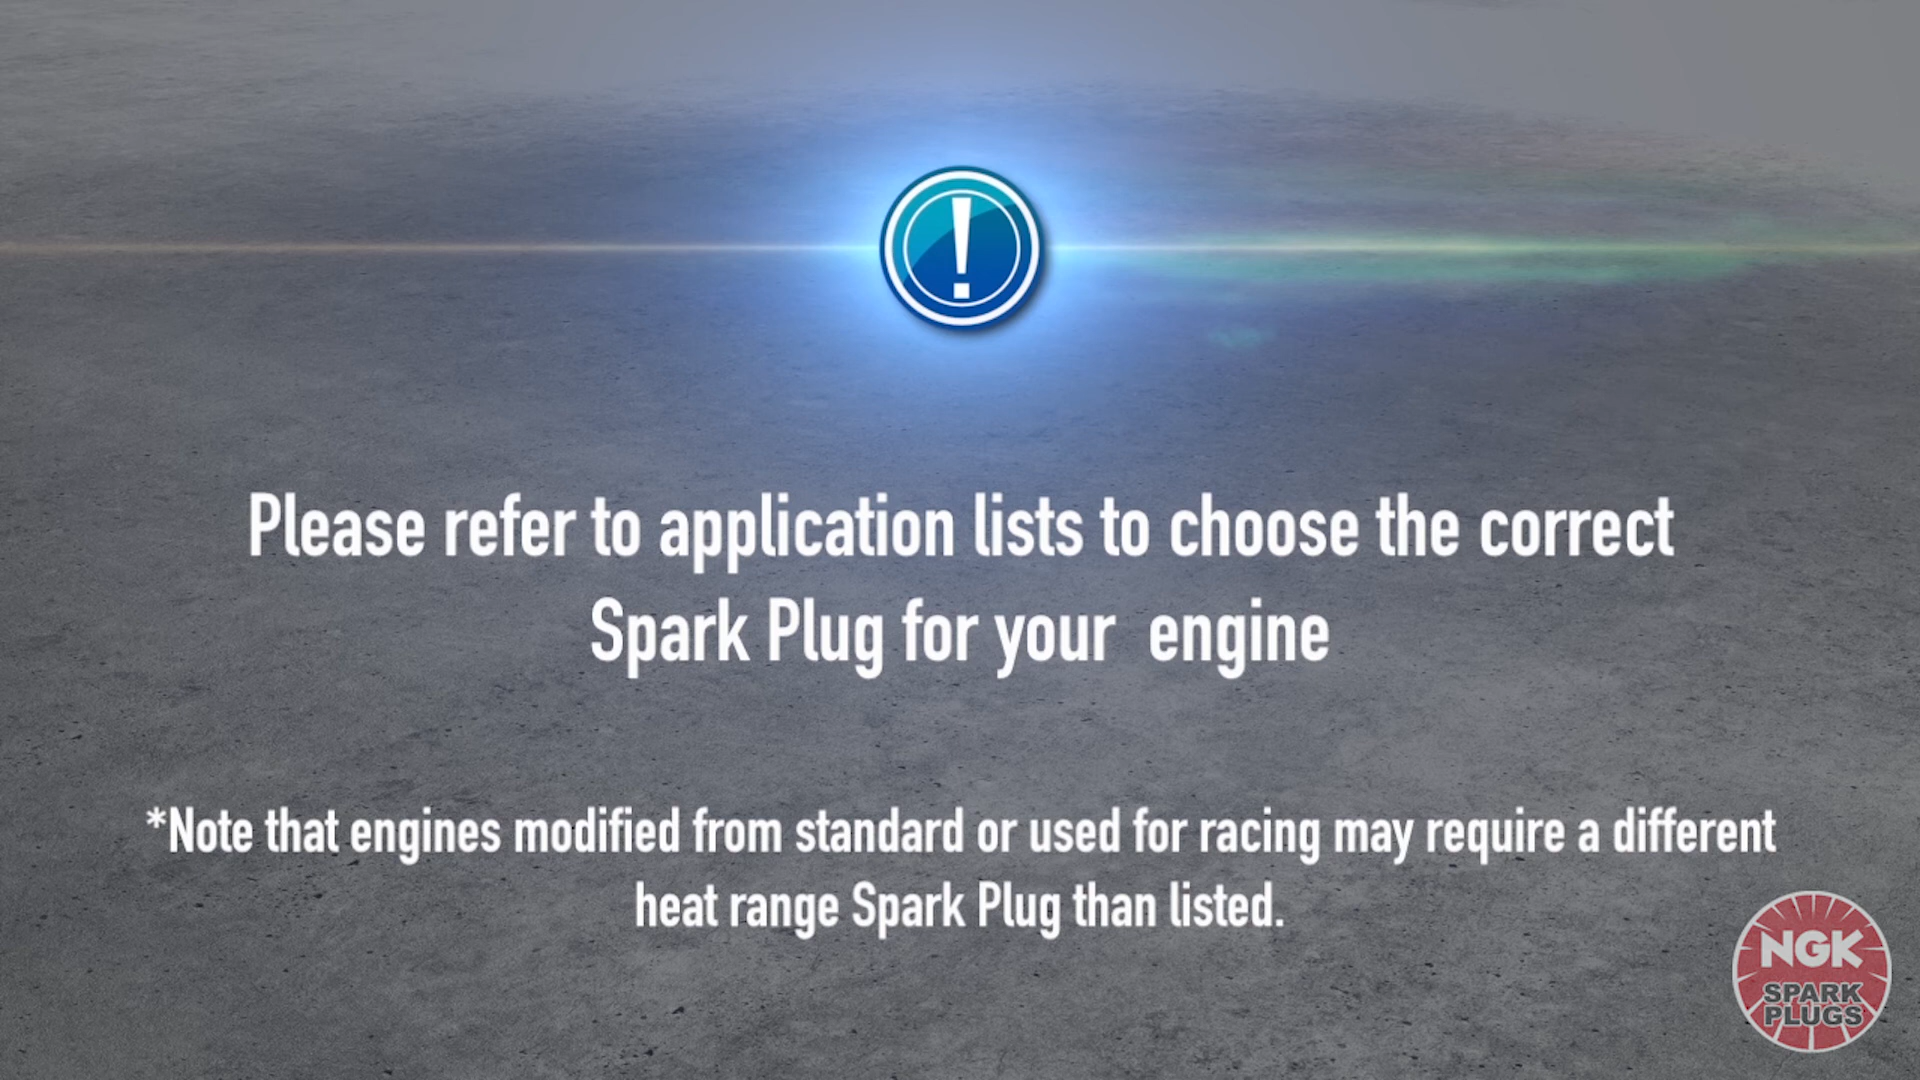 !
Please refer to application lists to choose the correct
Spark Plug for your  engine
*Note that engines modified from standard or used for racing may require a different
heat range Spark Plug than listed.
NGK
SPARK
PLUGS